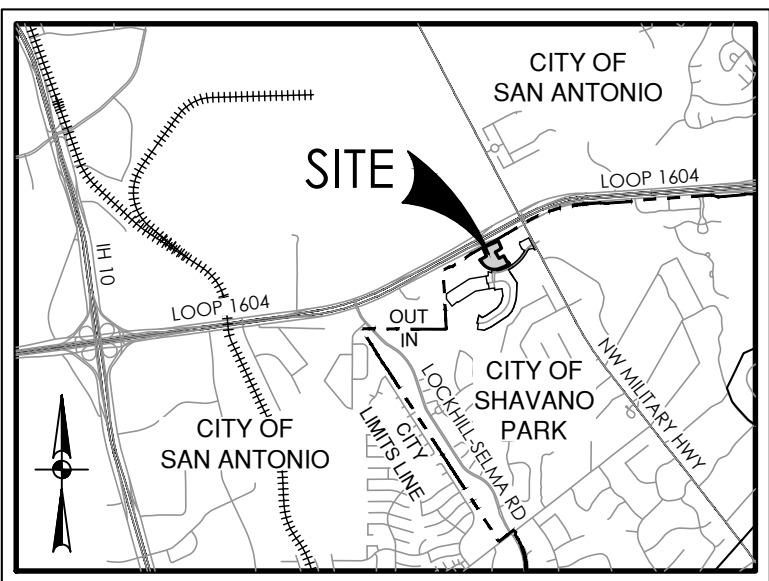 CITY OF
SAN ANTONIO
SITE
LOOP 1604
IH 10
LOOP 1604
OUT
IN
CITY OF
SHAVANO
PARK
NW MILITARY HWY
LOCKHILL-SELMA RD
CITY
LIMITS LINE
CITY OF
SAN ANTONIO